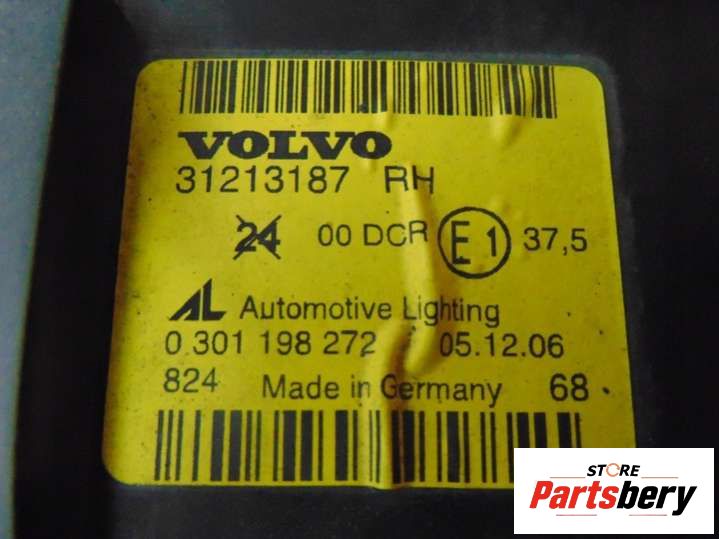 VOLVO
31213187 RH
24 00 DCR E1 37,5
AL Automotive Lighting
0 301 198 272 05.12.06
824 Made in Germany 68
STORE
Partsbery